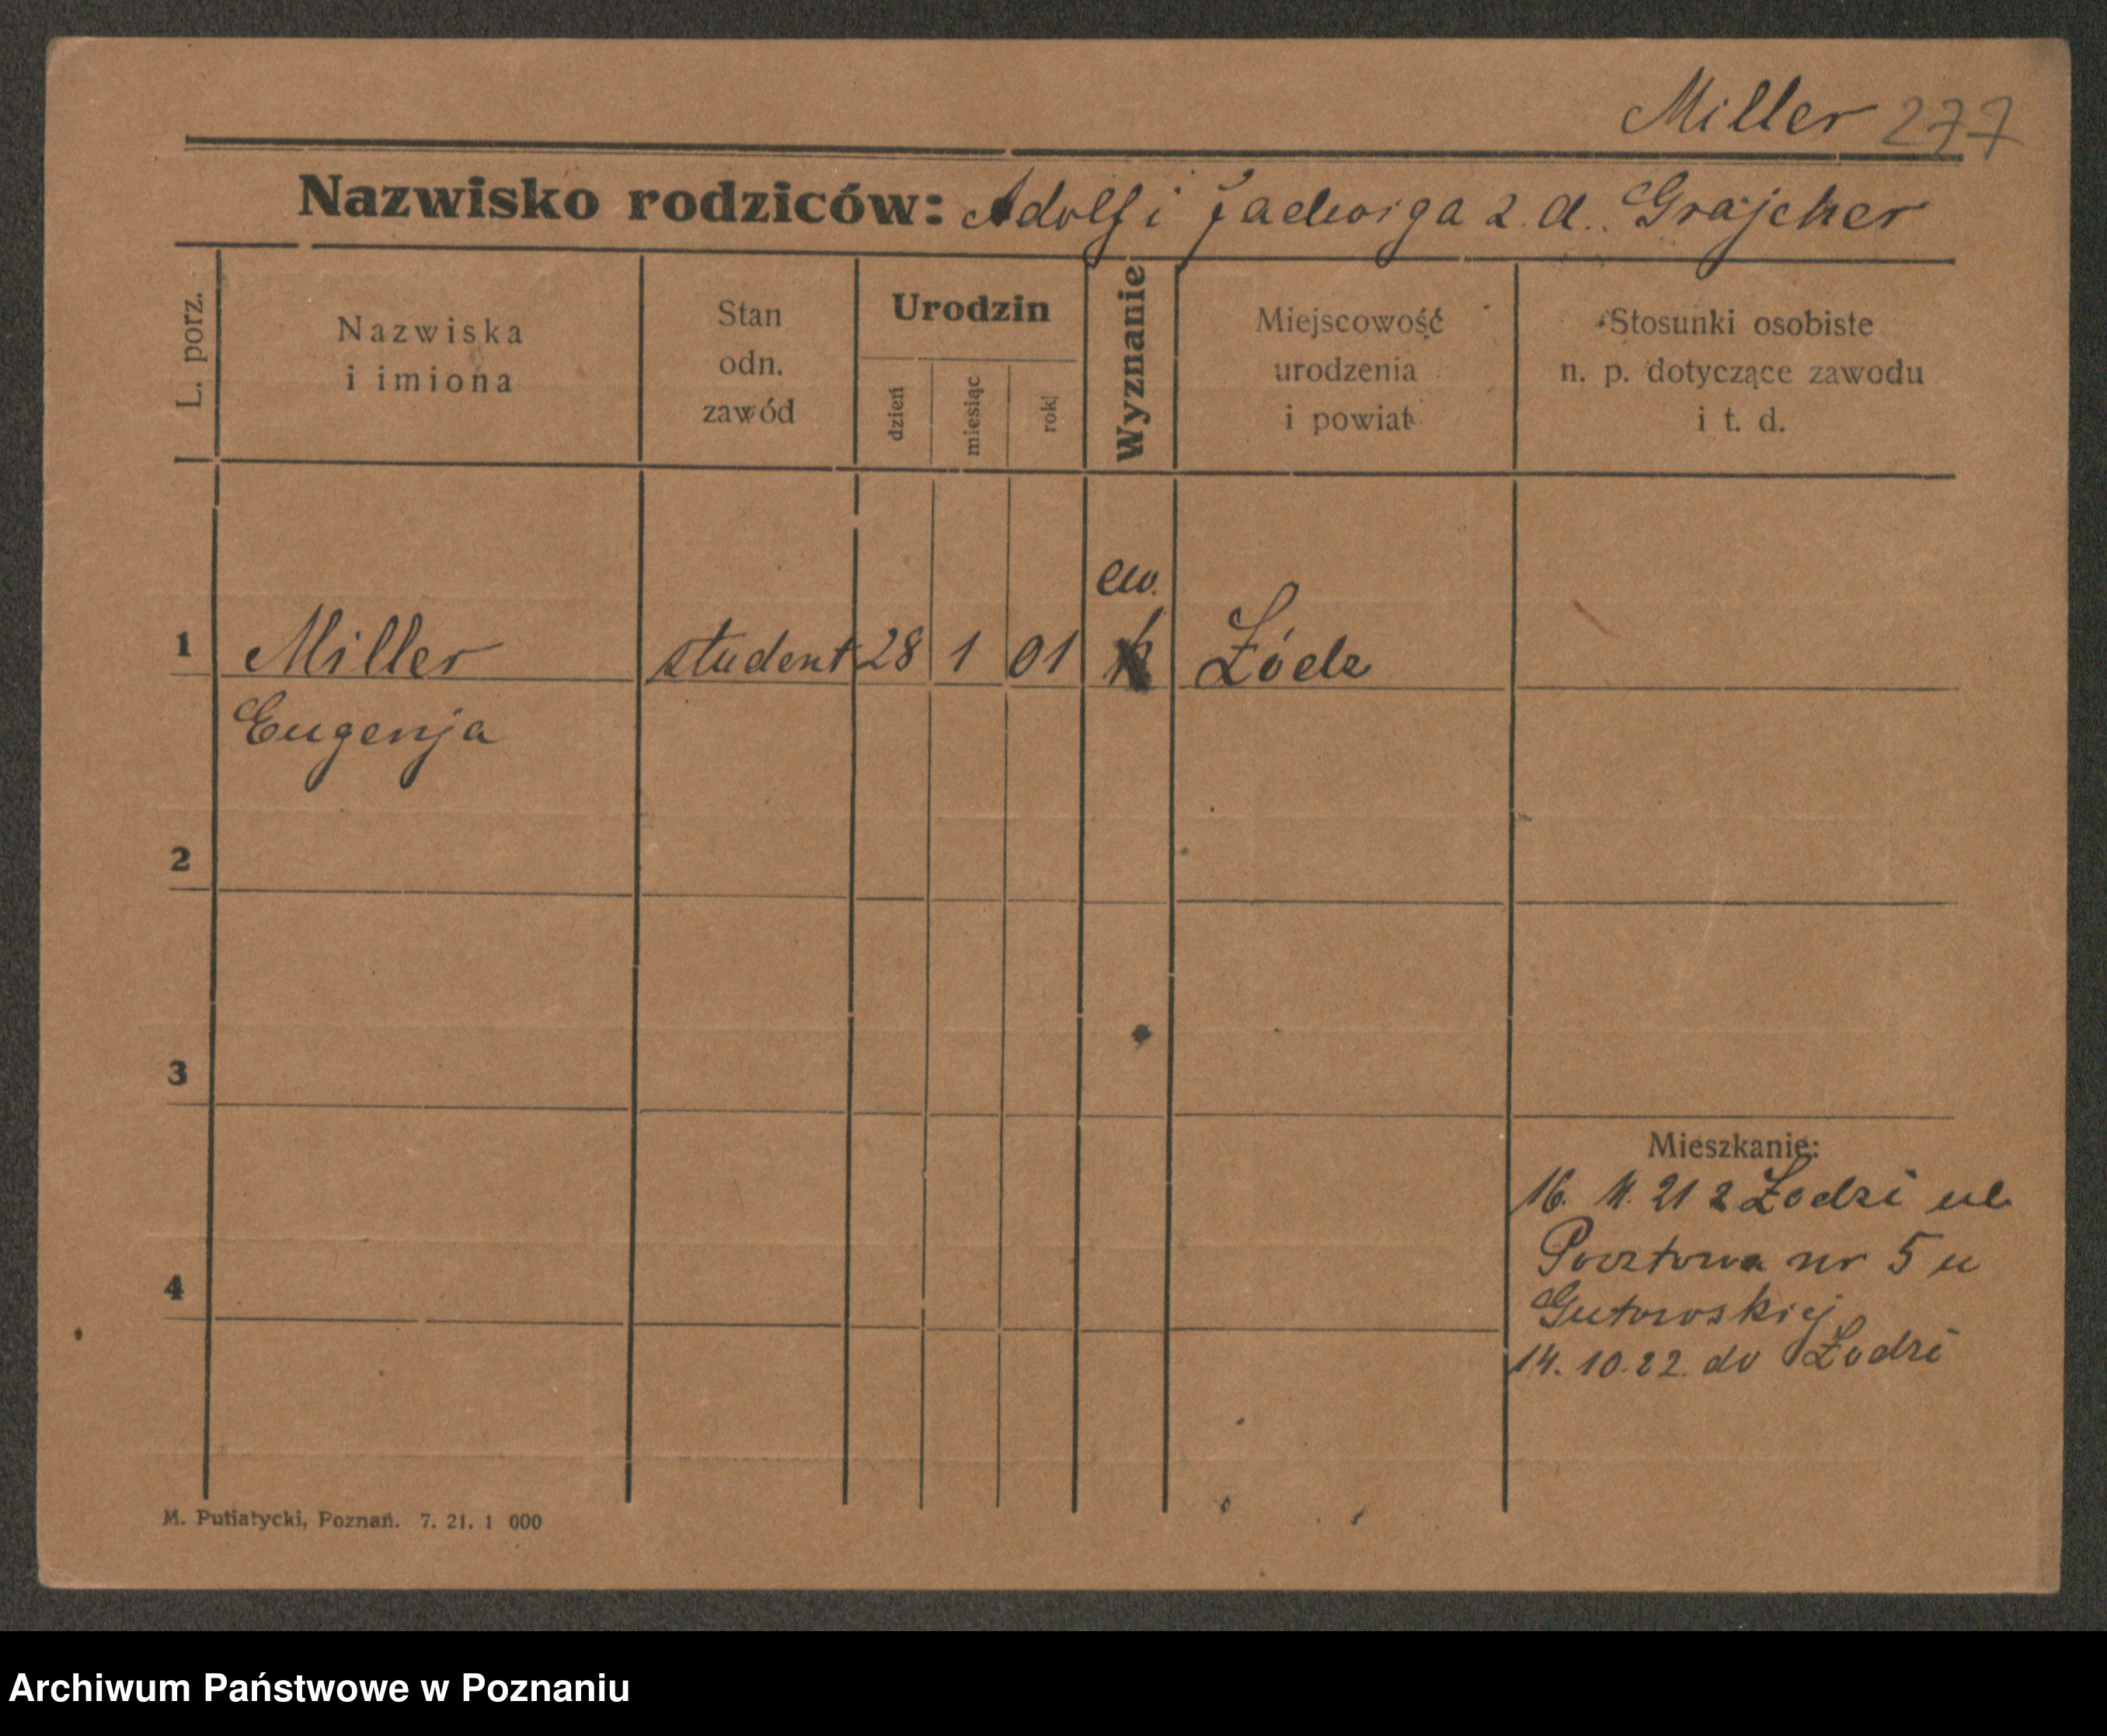 Miller 277
Nazwisko rodziców: Adolf i Jadwiga z d. Grajcher
L. porz.
Nazwiska
i imiona
Stan
odn.
zawód
Urodzin
dzień
miesiąc
rok
Wyznanie
Miejscowość
urodzenia
i powiat
Stosunki osobiste
n. p. dotyczące zawodu
i t. d.
ew.
1 Miller student 28 1 01 k Łódz
Eugenja
2
3
Mieszkanie:
16. 11. 21 z Łodzi ul
Pocztowa nr 5 u
4
Gutowskiej
14. 10. 22. do Łodzi
M. Putiatycki, Poznań. 7. 21. 1 000
Archiwum Państwowe w Poznaniu